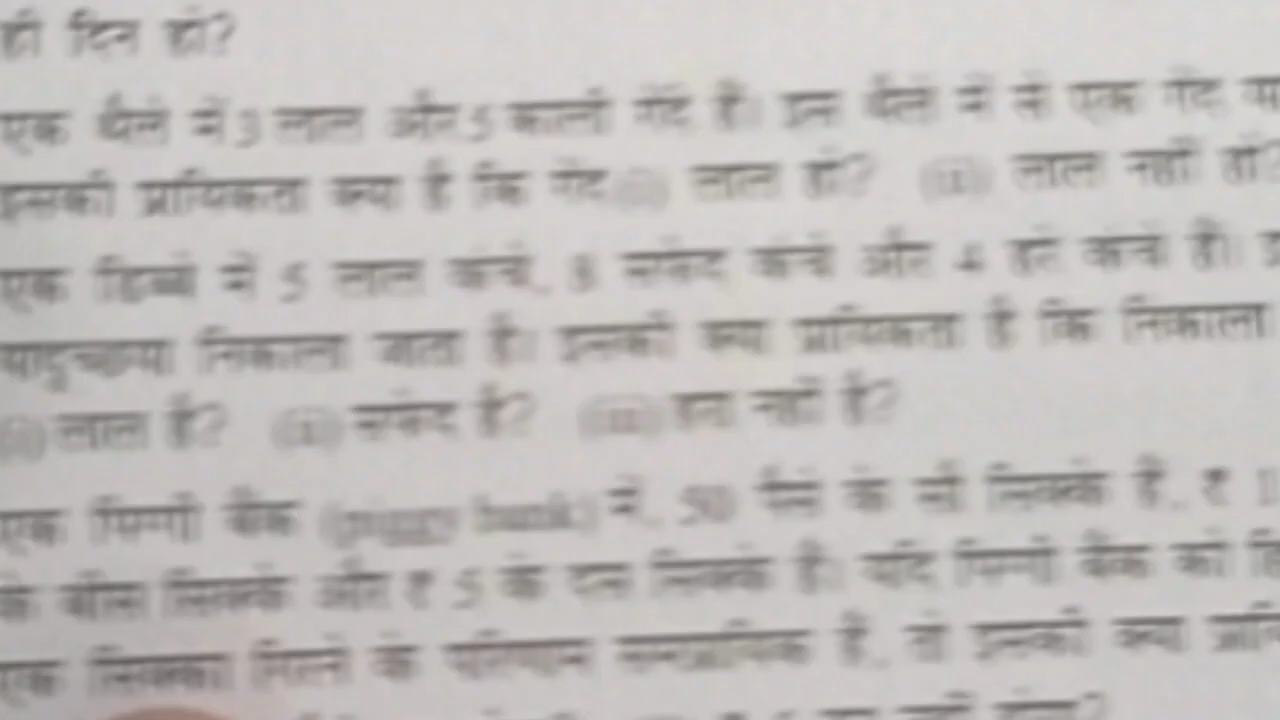 ही दिन हो?
एक थैले में 3 लाल और 5 काली गेंदें हैं। इस थैले में से एक गेंद
इसकी प्रायिकता क्या है कि गेंद (i) लाल हो? (ii) लाल नहीं हो?
एक डिब्बे में 5 लाल कंचे, 8 सफेद कंचे और 4 हरे कंचे हैं।
यादृच्छया निकाला जाता है। इसकी क्या प्रायिकता है कि निकाला
(i) लाल है? (ii) सफेद है? (iii) हरा नहीं है?
एक पिग्गी बैंक (piggy bank) में, 50 पैसे के सौ सिक्के हैं, ₹ 1
के बीस सिक्के और ₹ 5 के दस सिक्के हैं। यदि पिग्गी बैंक को
एक सिक्का गिरने के परिणाम समप्रायिक हैं, तो इसकी क्या